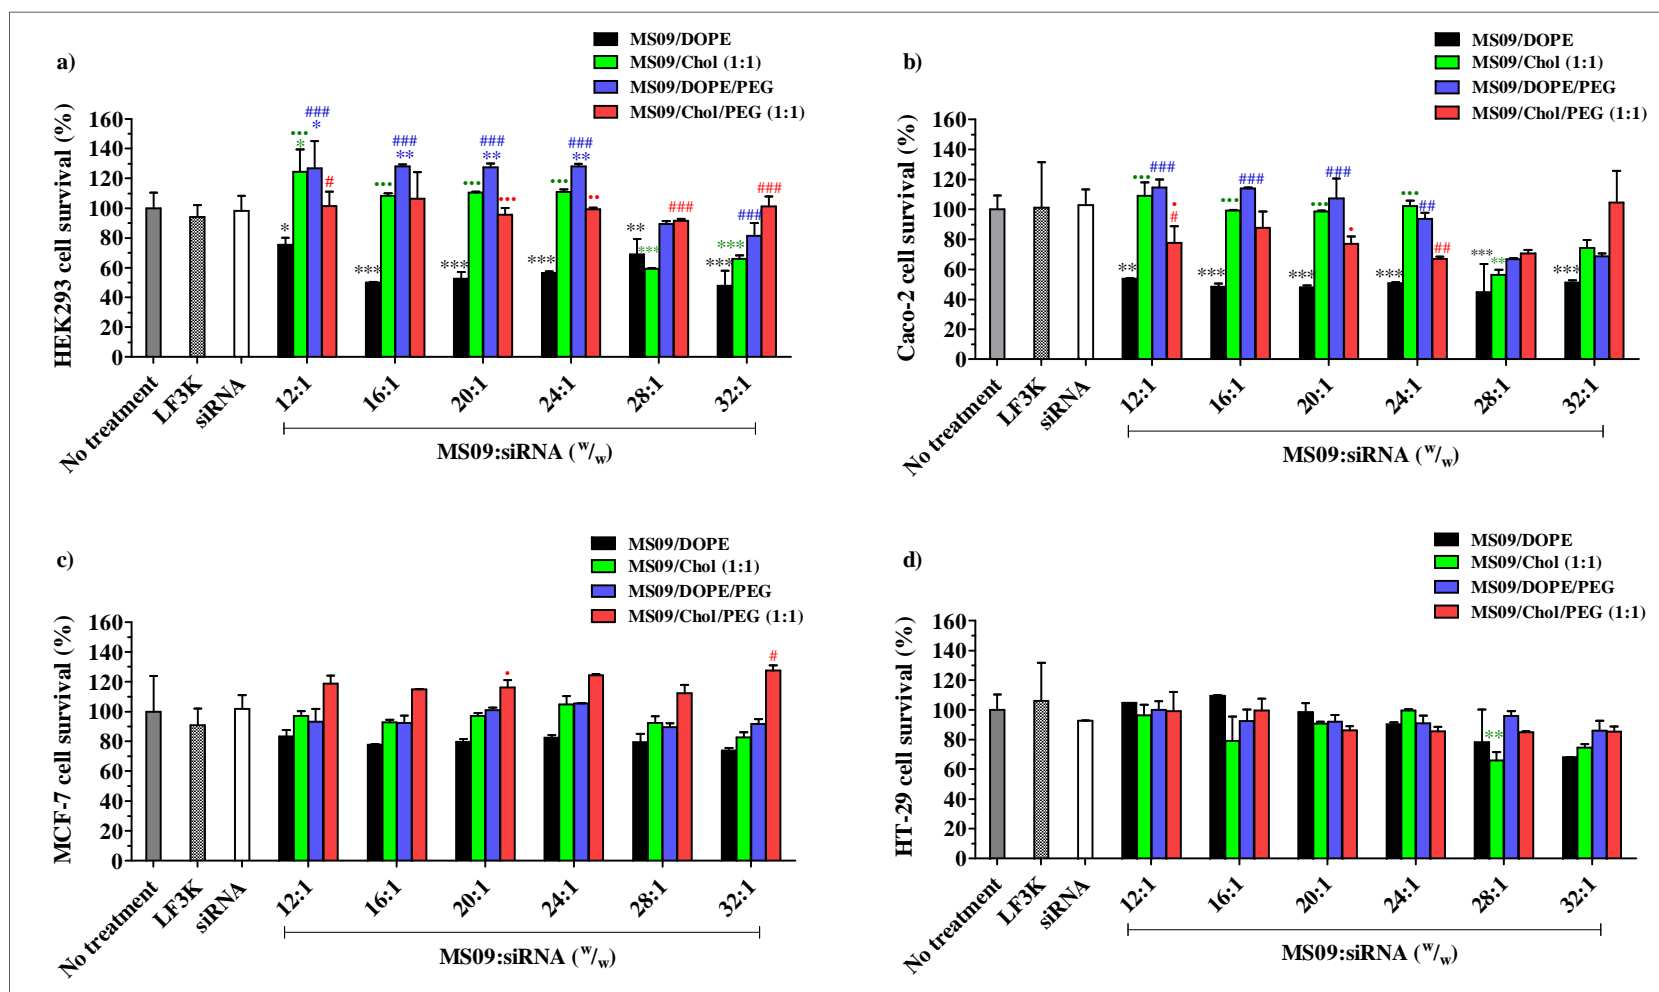 a)
MS09/DOPE
MS09/Chol (1:1)
MS09/DOPE/PEG
MS09/Chol/PEG (1:1)
HEK293 cell survival (%)
160
140
120
100
80
60
40
20
0
*
•••
*
###
*
#
***
•••
###
**
***
•••
###
**
•••
***
•••
###
**
••
**
***
###
***
***
###
###
No treatment
LF3K
siRNA
12:1
16:1
20:1
24:1
28:1
32:1
MS09:siRNA (w/w)
b)
MS09/DOPE
MS09/Chol (1:1)
MS09/DOPE/PEG
MS09/Chol/PEG (1:1)
Caco-2 cell survival (%)
160
140
120
100
80
60
40
20
0
**
•••
###
•
#
***
•••
###
***
•••
###
•
***
•••
##
##
***
**
***
No treatment
LF3K
siRNA
12:1
16:1
20:1
24:1
28:1
32:1
MS09:siRNA (w/w)
c)
MS09/DOPE
MS09/Chol (1:1)
MS09/DOPE/PEG
MS09/Chol/PEG (1:1)
MCF-7 cell survival (%)
160
140
120
100
80
60
40
20
0
•
#
No treatment
LF3K
siRNA
12:1
16:1
20:1
24:1
28:1
32:1
MS09:siRNA (w/w)
d)
MS09/DOPE
MS09/Chol (1:1)
MS09/DOPE/PEG
MS09/Chol/PEG (1:1)
HT-29 cell survival (%)
160
140
120
100
80
60
40
20
0
**
No treatment
LF3K
siRNA
12:1
16:1
20:1
24:1
28:1
32:1
MS09:siRNA (w/w)